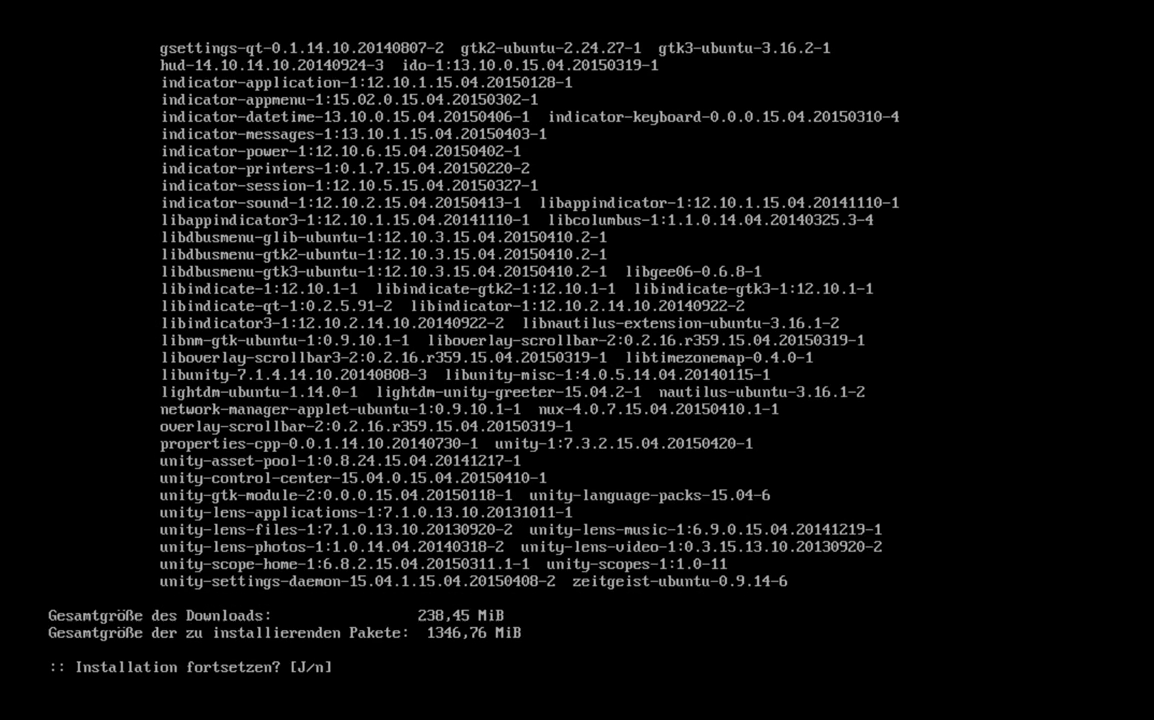 gsettings-qt-0.1.14.10.20140807-2  gtk2-ubuntu-2.24.27-1  gtk3-ubuntu-3.16.2-1
hud-14.10.14.10.20140924-3  ido-1:13.10.0.15.04.20150319-1
indicator-application-1:12.10.1.15.04.20150128-1
indicator-appmenu-1:15.02.0.15.04.20150302-1
indicator-datetime-13.10.0.15.04.20150406-1  indicator-keyboard-0.0.0.15.04.20150310-4
indicator-messages-1:13.10.1.15.04.20150403-1
indicator-power-1:12.10.6.15.04.20150402-1
indicator-printers-1:0.1.7.15.04.20150220-2
indicator-session-1:12.10.5.15.04.20150327-1
indicator-sound-1:12.10.2.15.04.20150413-1  libappindicator-1:12.10.1.15.04.20141110-1
libappindicator3-1:12.10.1.15.04.20141110-1  libcolumbus-1:1.1.0.14.04.20140325.3-4
libdbusmenu-glib-ubuntu-1:12.10.3.15.04.20150410.2-1
libdbusmenu-gtk2-ubuntu-1:12.10.3.15.04.20150410.2-1
libdbusmenu-gtk3-ubuntu-1:12.10.3.15.04.20150410.2-1  libgee06-0.6.8-1
libindicate-1:12.10.1-1  libindicate-gtk2-1:12.10.1-1  libindicate-gtk3-1:12.10.1-1
libindicate-qt-1:0.2.5.91-2  libindicator-1:12.10.2.14.10.20140922-2
libindicator3-1:12.10.2.14.10.20140922-2  libnautilus-extension-ubuntu-3.16.1-2
libnm-gtk-ubuntu-1:0.9.10.1-1  liboverlay-scrollbar-2:0.2.16.r359.15.04.20150319-1
liboverlay-scrollbar3-2:0.2.16.r359.15.04.20150319-1  libtimezonemap-0.4.0-1
libunity-7.1.4.14.10.20140808-3  libunity-misc-1:4.0.5.14.04.20140115-1
lightdm-ubuntu-1.14.0-1  lightdm-unity-greeter-15.04.2-1  nautilus-ubuntu-3.16.1-2
network-manager-applet-ubuntu-1:0.9.10.1-1  nux-4.0.7.15.04.20150410.1-1
overlay-scrollbar-2:0.2.16.r359.15.04.20150319-1
properties-cpp-0.0.1.14.10.20140730-1  unity-1:7.3.2.15.04.20150420-1
unity-asset-pool-1:0.8.24.15.04.20141217-1
unity-control-center-15.04.0.15.04.20150410-1
unity-gtk-module-2:0.0.0.15.04.20150118-1  unity-language-packs-15.04-6
unity-lens-applications-1:7.1.0.13.10.20131011-1
unity-lens-files-1:7.1.0.13.10.20130920-2  unity-lens-music-1:6.9.0.15.04.20141219-1
unity-lens-photos-1:1.0.14.04.20140318-2  unity-lens-video-1:0.3.15.13.10.20130920-2
unity-scope-home-1:6.8.2.15.04.20150311.1-1  unity-scopes-1:1.0-11
unity-settings-daemon-15.04.1.15.04.20150408-2  zeitgeist-ubuntu-0.9.14-6
Gesamtgröße des Downloads:                 238,45 MiB
Gesamtgröße der zu installierenden Pakete:  1346,76 MiB
:: Installation fortsetzen? [J/n]